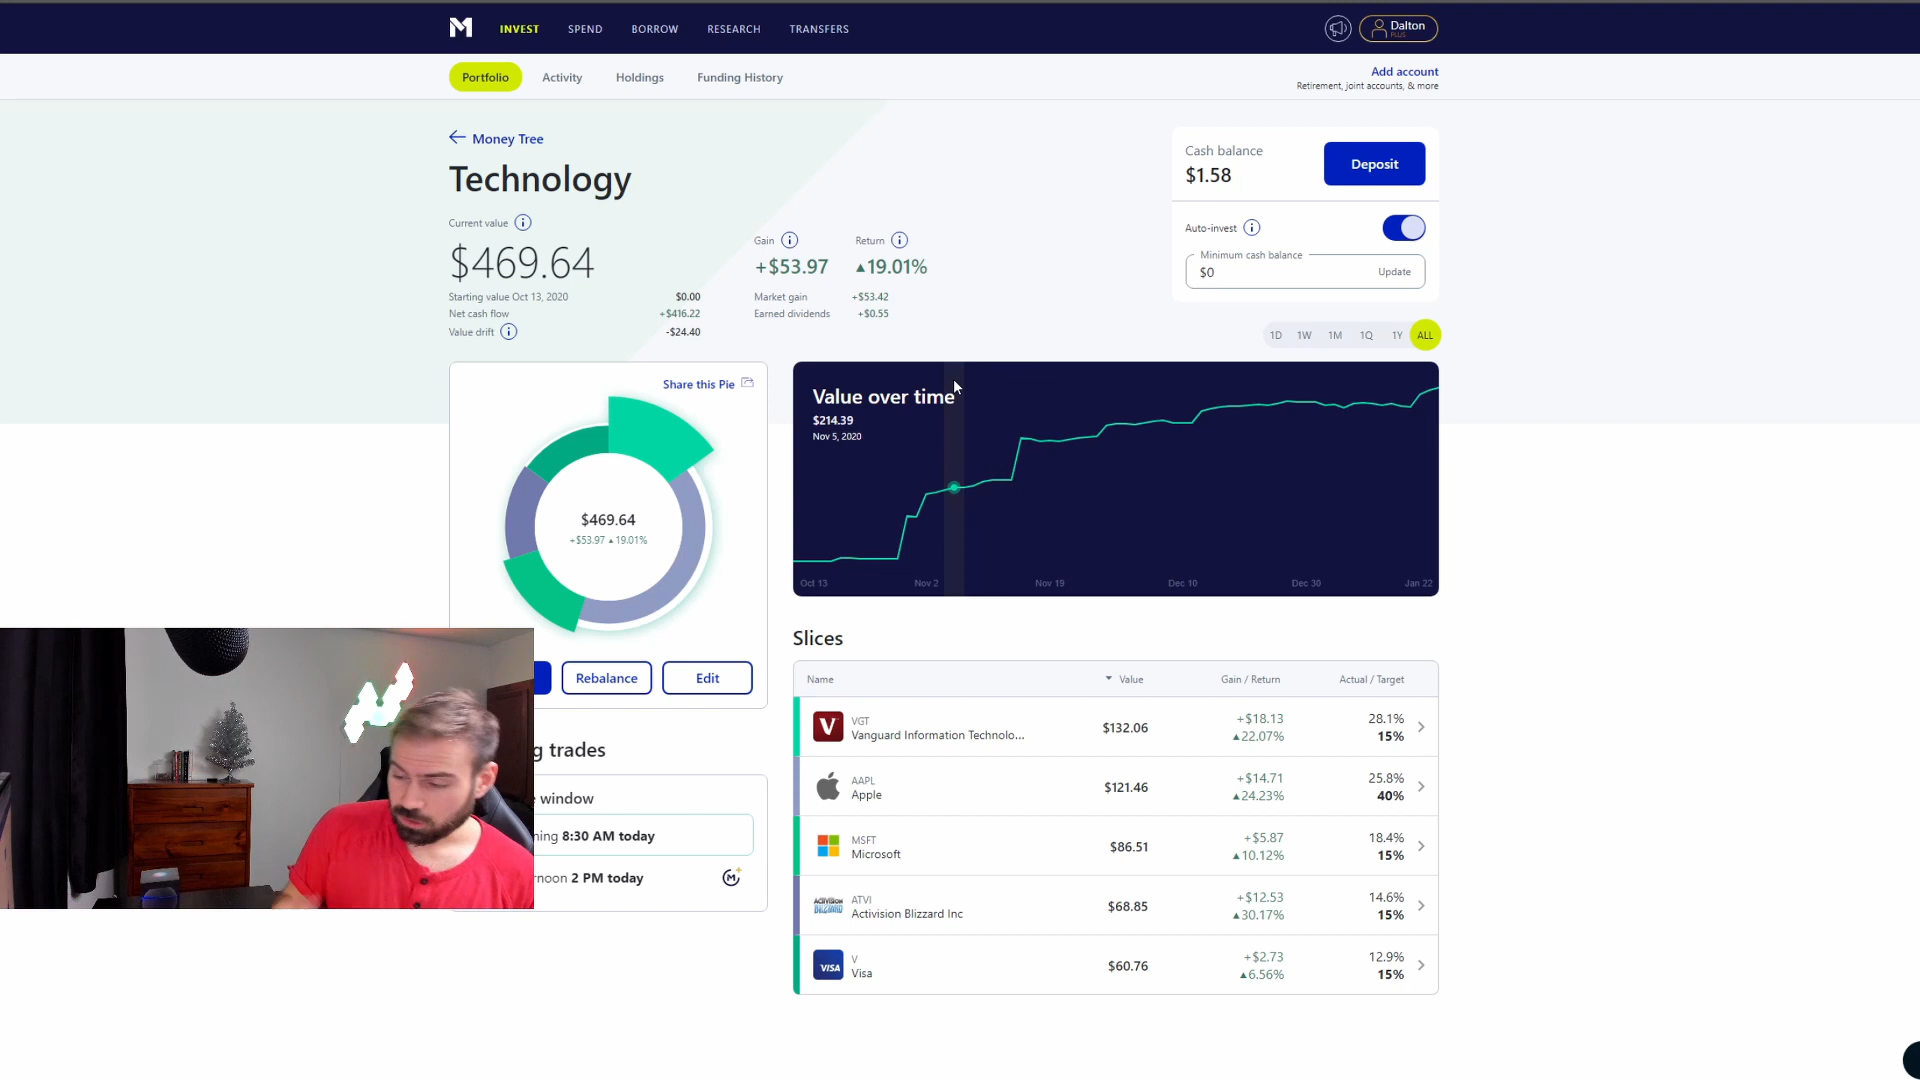 INVEST SPEND BORROW RESEARCH TRANSFERS
Dalton
PLUS
Portfolio Activity Holdings Funding History
Add account
Retirement, joint accounts, & more
Money Tree
Technology
Current value
$469.64
Starting value Oct 13, 2020 $0.00
Net cash flow +$416.22
Value drift -$24.40
Gain Return
+$53.97 ▲19.01%
Market gain +$53.42
Earned dividends +$0.55
Cash balance
$1.58
Deposit
Auto-invest
Minimum cash balance
$0 Update
1D 1W 1M 1Q 1Y ALL
Share this Pie
$469.64
+$53.97 ▲19.01%
Rebalance Edit
g trades
window
ning 8:30 AM today
rnoon 2 PM today
Value over time
$214.39
Nov 5, 2020
Oct 13 Nov 2 Nov 19 Dec 10 Dec 30 Jan 22
Slices
Name ▼ Value Gain / Return Actual / Target
VGT
Vanguard Information Technolo...
$132.06
+$18.13
▲22.07%
28.1%
15%
AAPL
Apple
$121.46
+$14.71
▲24.23%
25.8%
40%
MSFT
Microsoft
$86.51
+$5.87
▲10.12%
18.4%
15%
ACTIVISION
BLIZZARD
ATVI
Activision Blizzard Inc
$68.85
+$12.53
▲30.17%
14.6%
15%
VISA
V
Visa
$60.76
+$2.73
▲6.56%
12.9%
15%